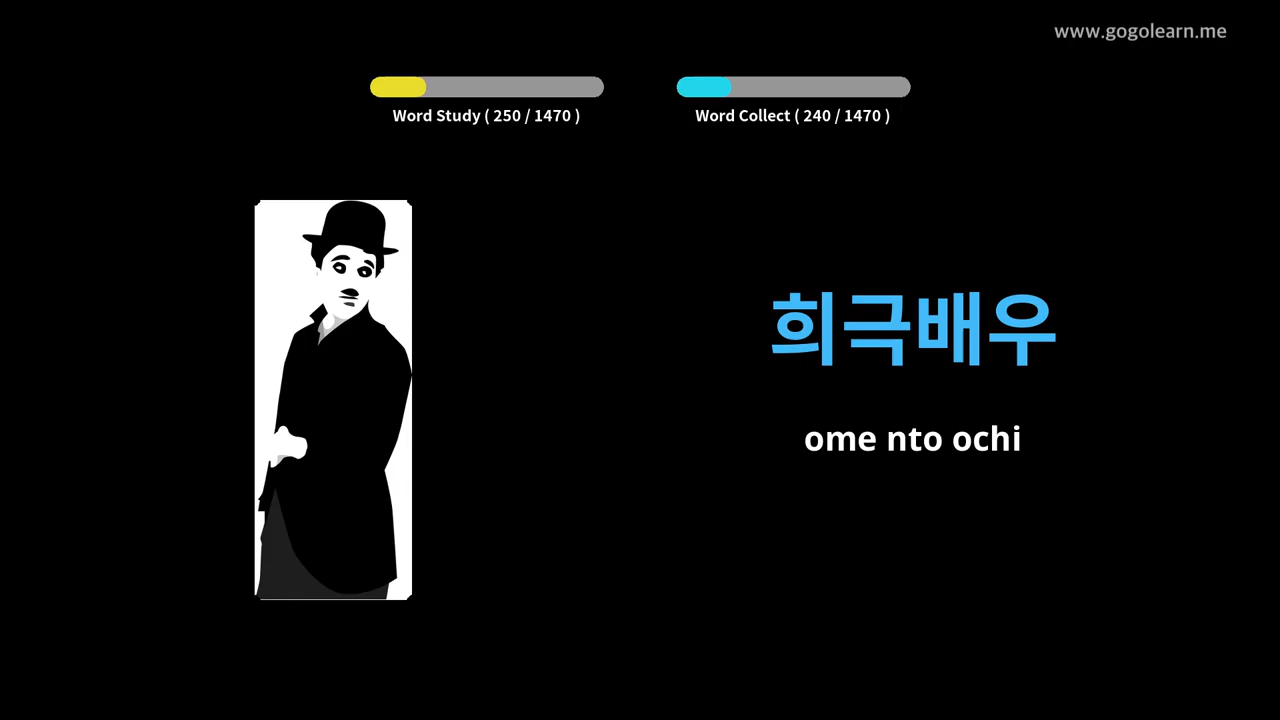 www.gogolearn.me
Word Study ( 250 / 1470 )
Word Collect ( 240 / 1470 )
희극배우
ome nto ochi